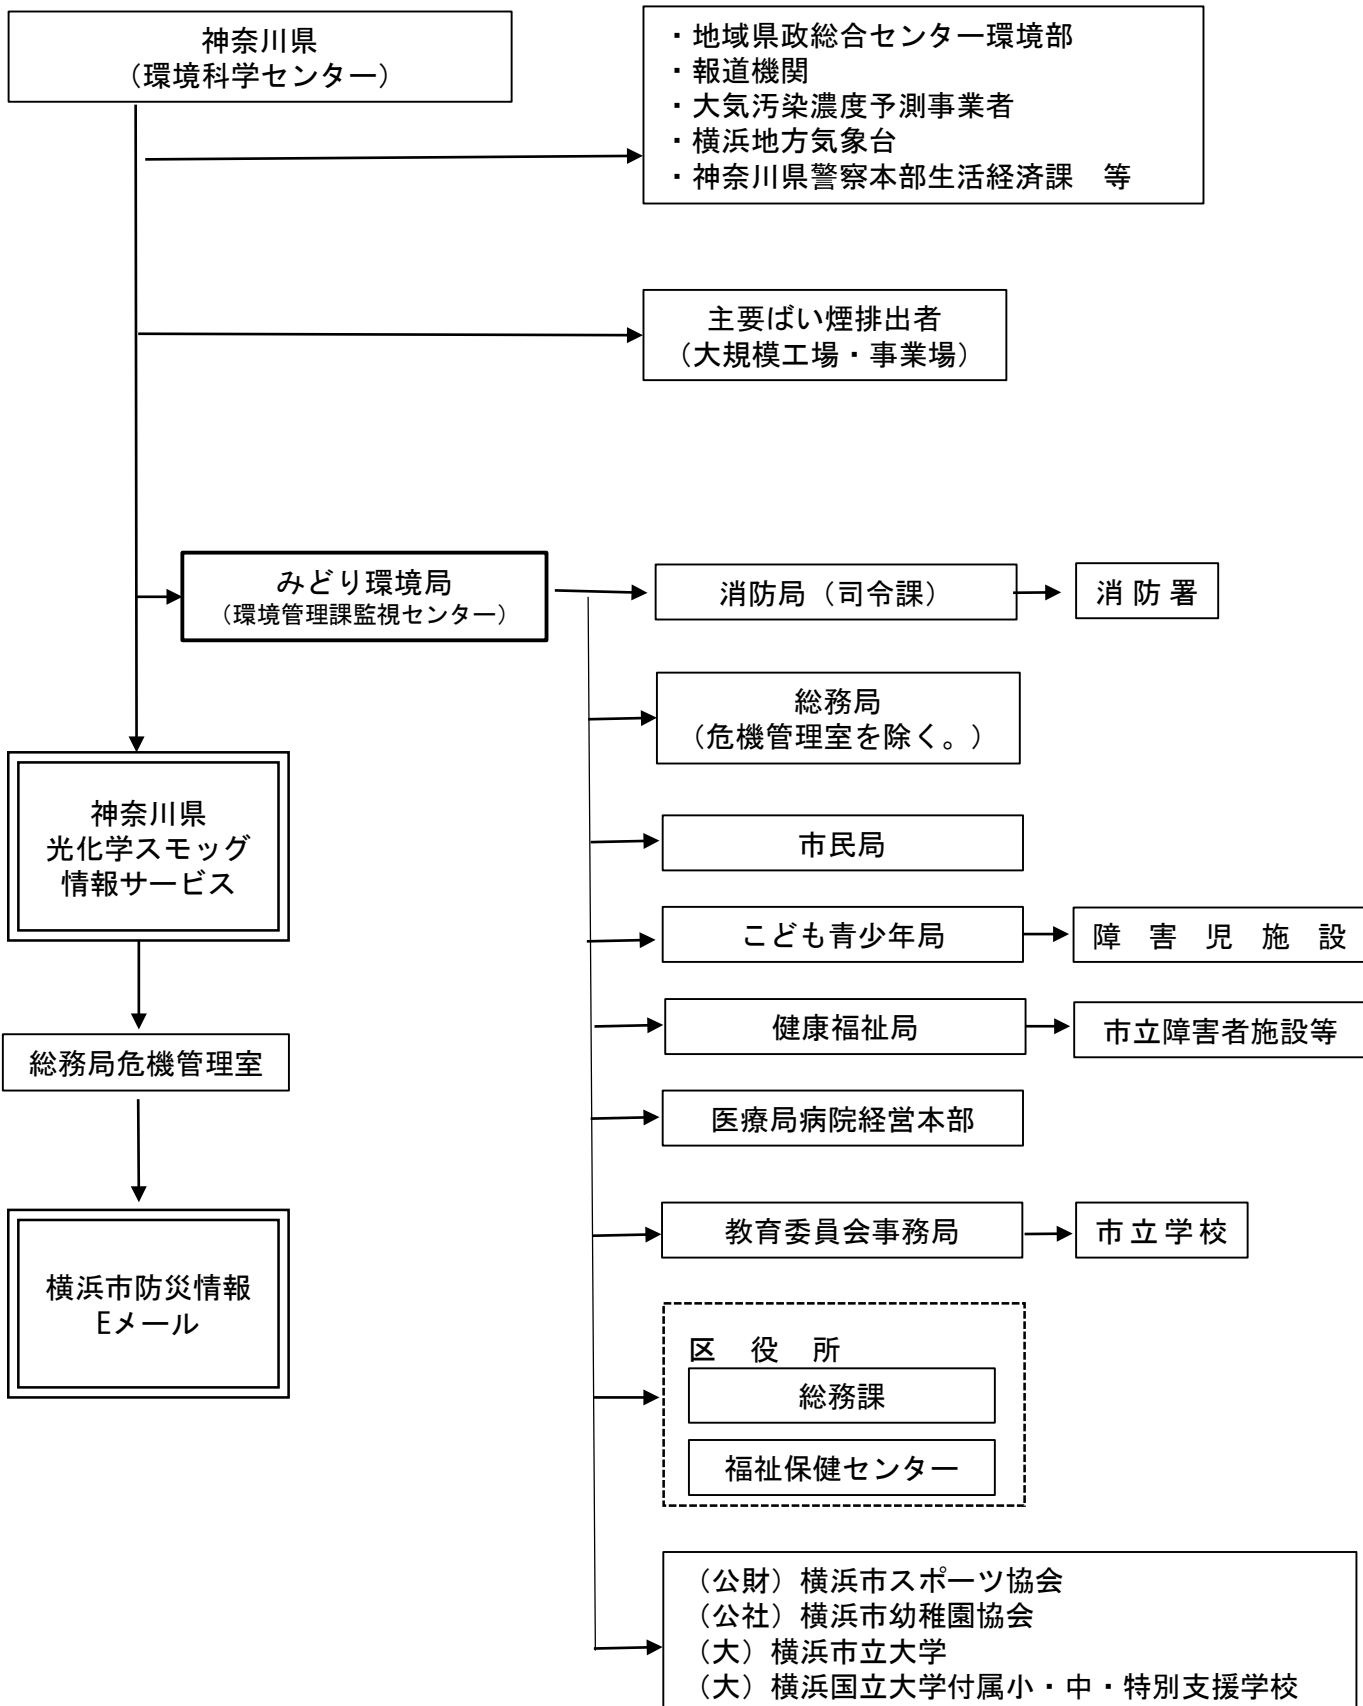 神奈川県
（環境科学センター）
・地域県政総合センター環境部
・報道機関
・大気汚染濃度予測事業者
・横浜地方気象台
・神奈川県警察本部生活経済課　等
主要ばい煙排出者
（大規模工場・事業場）
みどり環境局
（環境管理課監視センター）
消防局（司令課）
消防署
総務局
（危機管理室を除く。）
神奈川県
光化学スモッグ
情報サービス
市民局
こども青少年局
障　害　児　施　設
健康福祉局
市立障害者施設等
総務局危機管理室
医療局病院経営本部
教育委員会事務局
市立学校
横浜市防災情報
Eメール
区　役　所
総務課
福祉保健センター
（公財）横浜市スポーツ協会
（公社）横浜市幼稚園協会
（大）横浜市立大学
（大）横浜国立大学付属小・中・特別支援学校